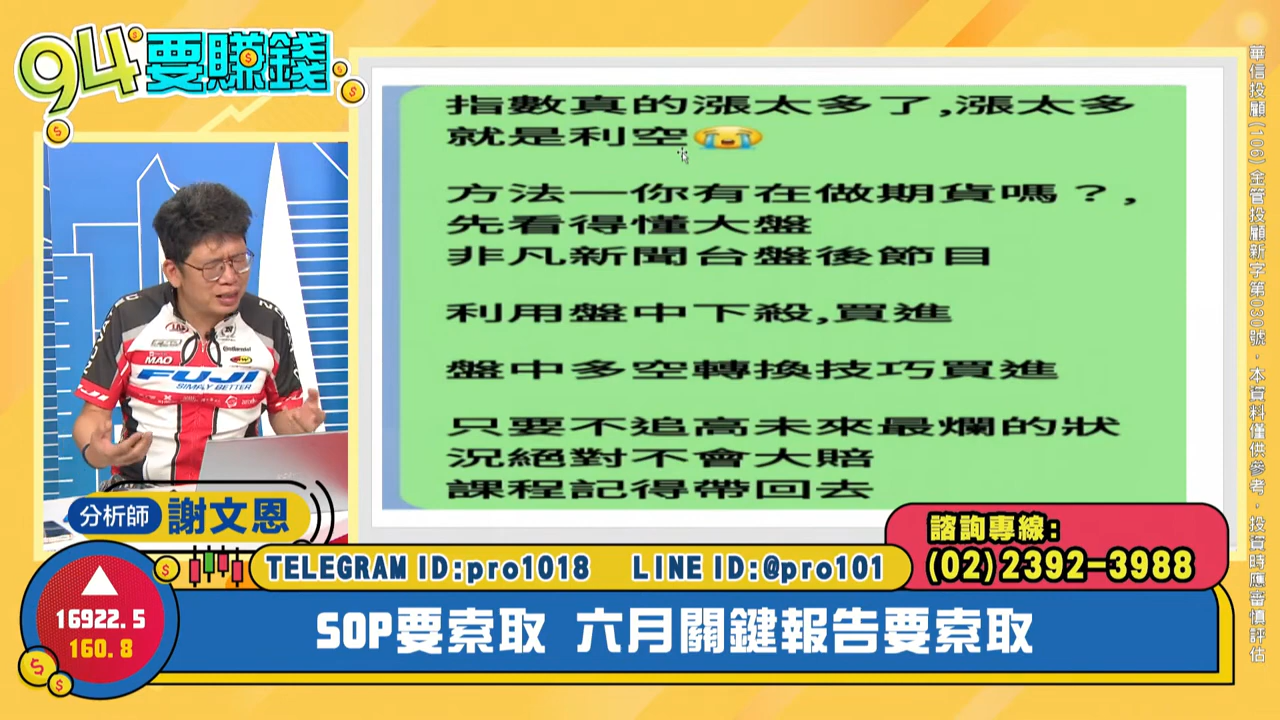 94要賺錢
指數真的漲太多了,漲太多
就是利空
方法一你有在做期貨嗎？,
先看得懂大盤
非凡新聞台盤後節目
利用盤中下殺,買進
盤中多空轉換技巧買進
只要不追高未來最爛的狀
況絕對不會大賠
課程記得帶回去
華信投顧(106)金管投顧新字第030號，本資料僅供參考，投資時應審慎評估
MAD
FUJI
SIMPLY BETTER
分析師 謝文恩
諮詢專線:
(02)2392-3988
TELEGRAM ID:pro1018 LINE ID:@pro101
16922.5
160.8
SOP要索取 六月關鍵報告要索取